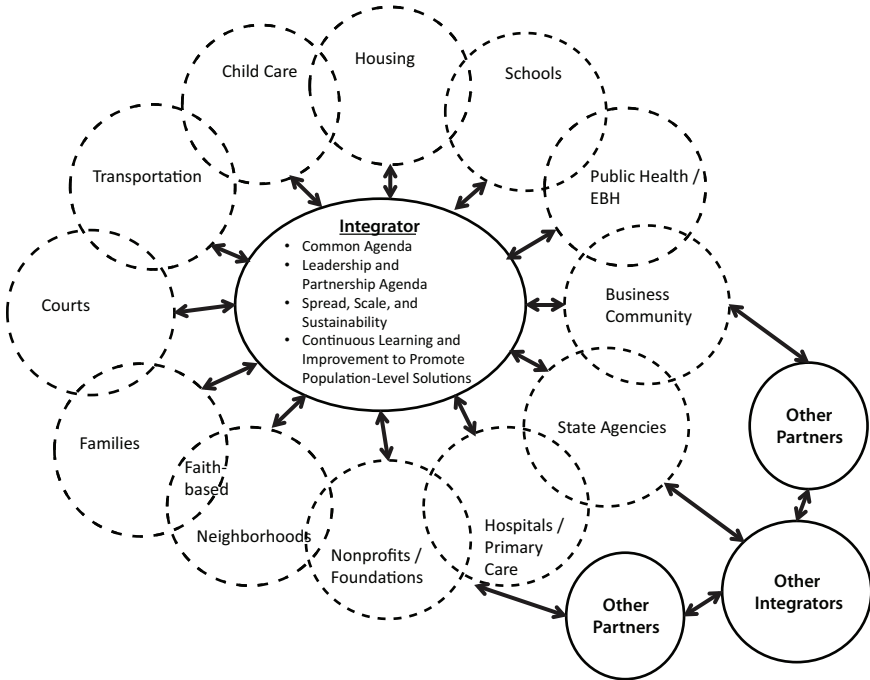 Housing
Child Care
Schools
Transportation
Public Health /
EBH
Integrator
• Common Agenda
• Leadership and
Partnership Agenda
• Spread, Scale, and
Sustainability
• Continuous Learning and
Improvement to Promote
Population-Level Solutions
Courts
Business
Community
Families
State Agencies
Other
Partners
Faith-
based
Neighborhoods
Nonprofits /
Foundations
Hospitals /
Primary
Care
Other
Partners
Other
Integrators